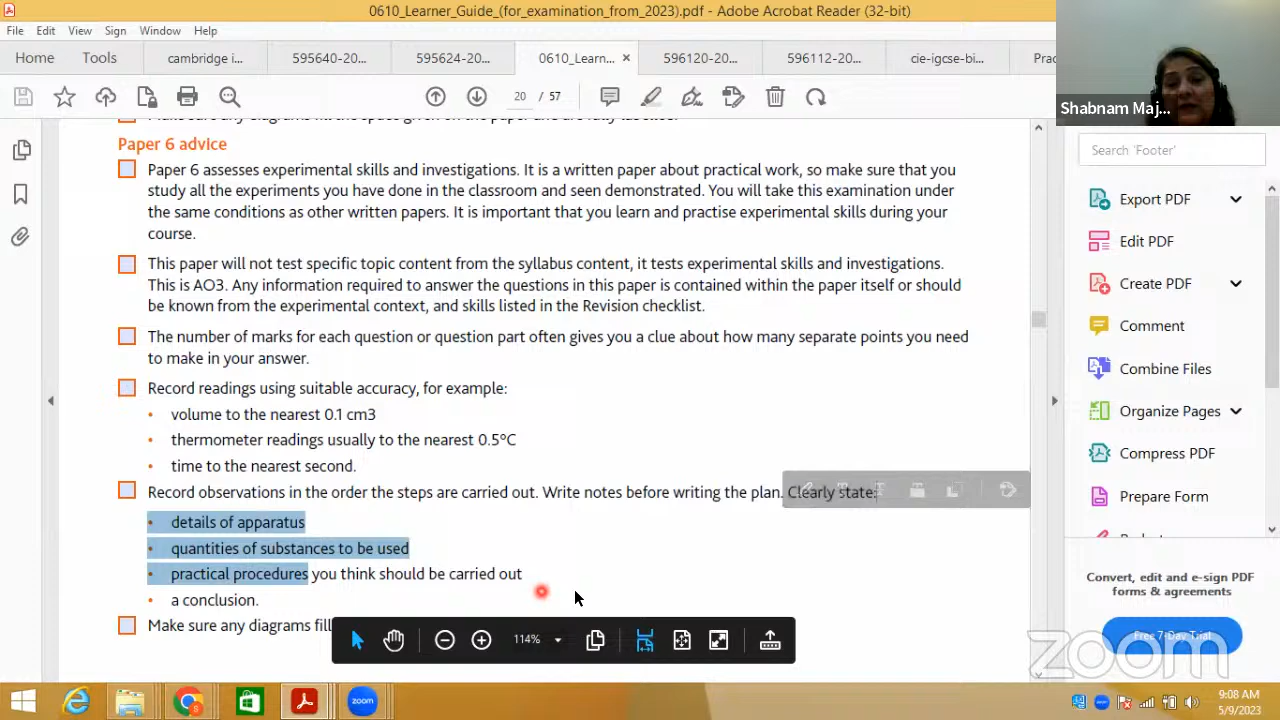 0610_Learner_Guide_(for_examination_from_2023).pdf - Adobe Acrobat Reader (32-bit)
File Edit View Sign Window Help
Home Tools cambridge i... 595640-20... 595624-20... 0610_Learn... × 596120-20... 596112-20... cie-igcse-bi...
20 / 57
Shabnam Maj...
Paper 6 advice
Paper 6 assesses experimental skills and investigations. It is a written paper about practical work, so make sure that you
study all the experiments you have done in the classroom and seen demonstrated. You will take this examination under
the same conditions as other written papers. It is important that you learn and practise experimental skills during your
course.
This paper will not test specific topic content from the syllabus content, it tests experimental skills and investigations.
This is AO3. Any information required to answer the questions in this paper is contained within the paper itself or should
be known from the experimental context, and skills listed in the Revision checklist.
The number of marks for each question or question part often gives you a clue about how many separate points you need
to make in your answer.
Record readings using suitable accuracy, for example:
• volume to the nearest 0.1 cm3
• thermometer readings usually to the nearest 0.5°C
• time to the nearest second.
Record observations in the order the steps are carried out. Write notes before writing the plan. Clearly state:
• details of apparatus
• quantities of substances to be used
• practical procedures you think should be carried out
• a conclusion.
Make sure any diagrams fill
114%
Search 'Footer'
Export PDF
Edit PDF
Create PDF
Comment
Combine Files
Organize Pages
Compress PDF
Prepare Form
Convert, edit and e-sign PDF
forms & agreements
Free 7-Day Trial
zoom
zoom
9:08 AM
5/9/2023